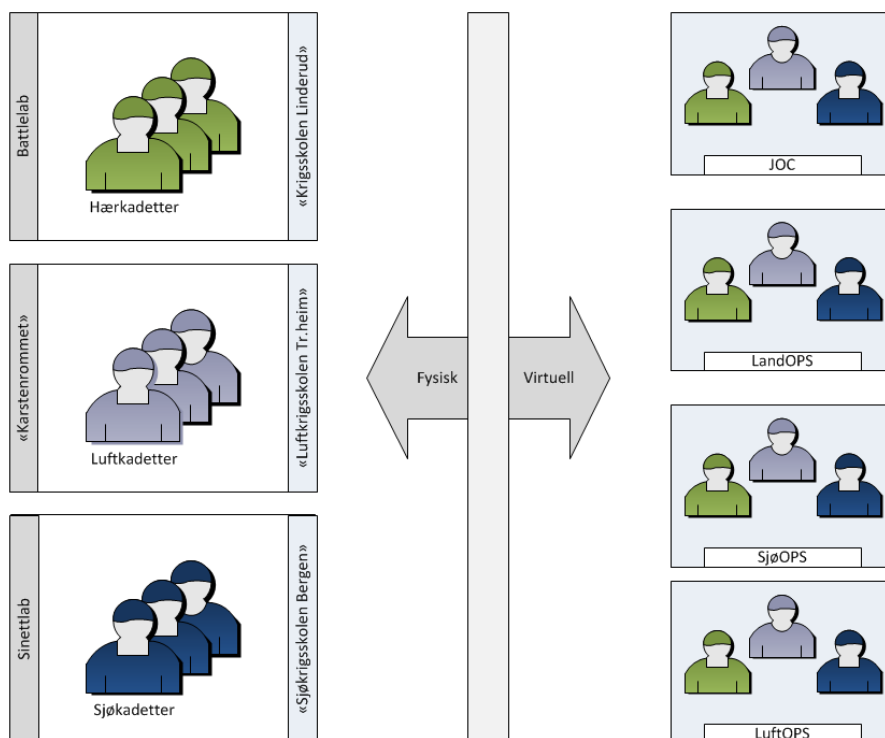 Battlelab
Hærkadetter
«Krigsskolen Linderud»
«Karstenrommet»
Luftkadetter
«Luftkrigsskolen Tr.heim»
Sinettlab
Sjøkadetter
«Sjøkrigsskolen Bergen»
Fysisk
Virtuell
JOC
LandOPS
SjøOPS
LuftOPS